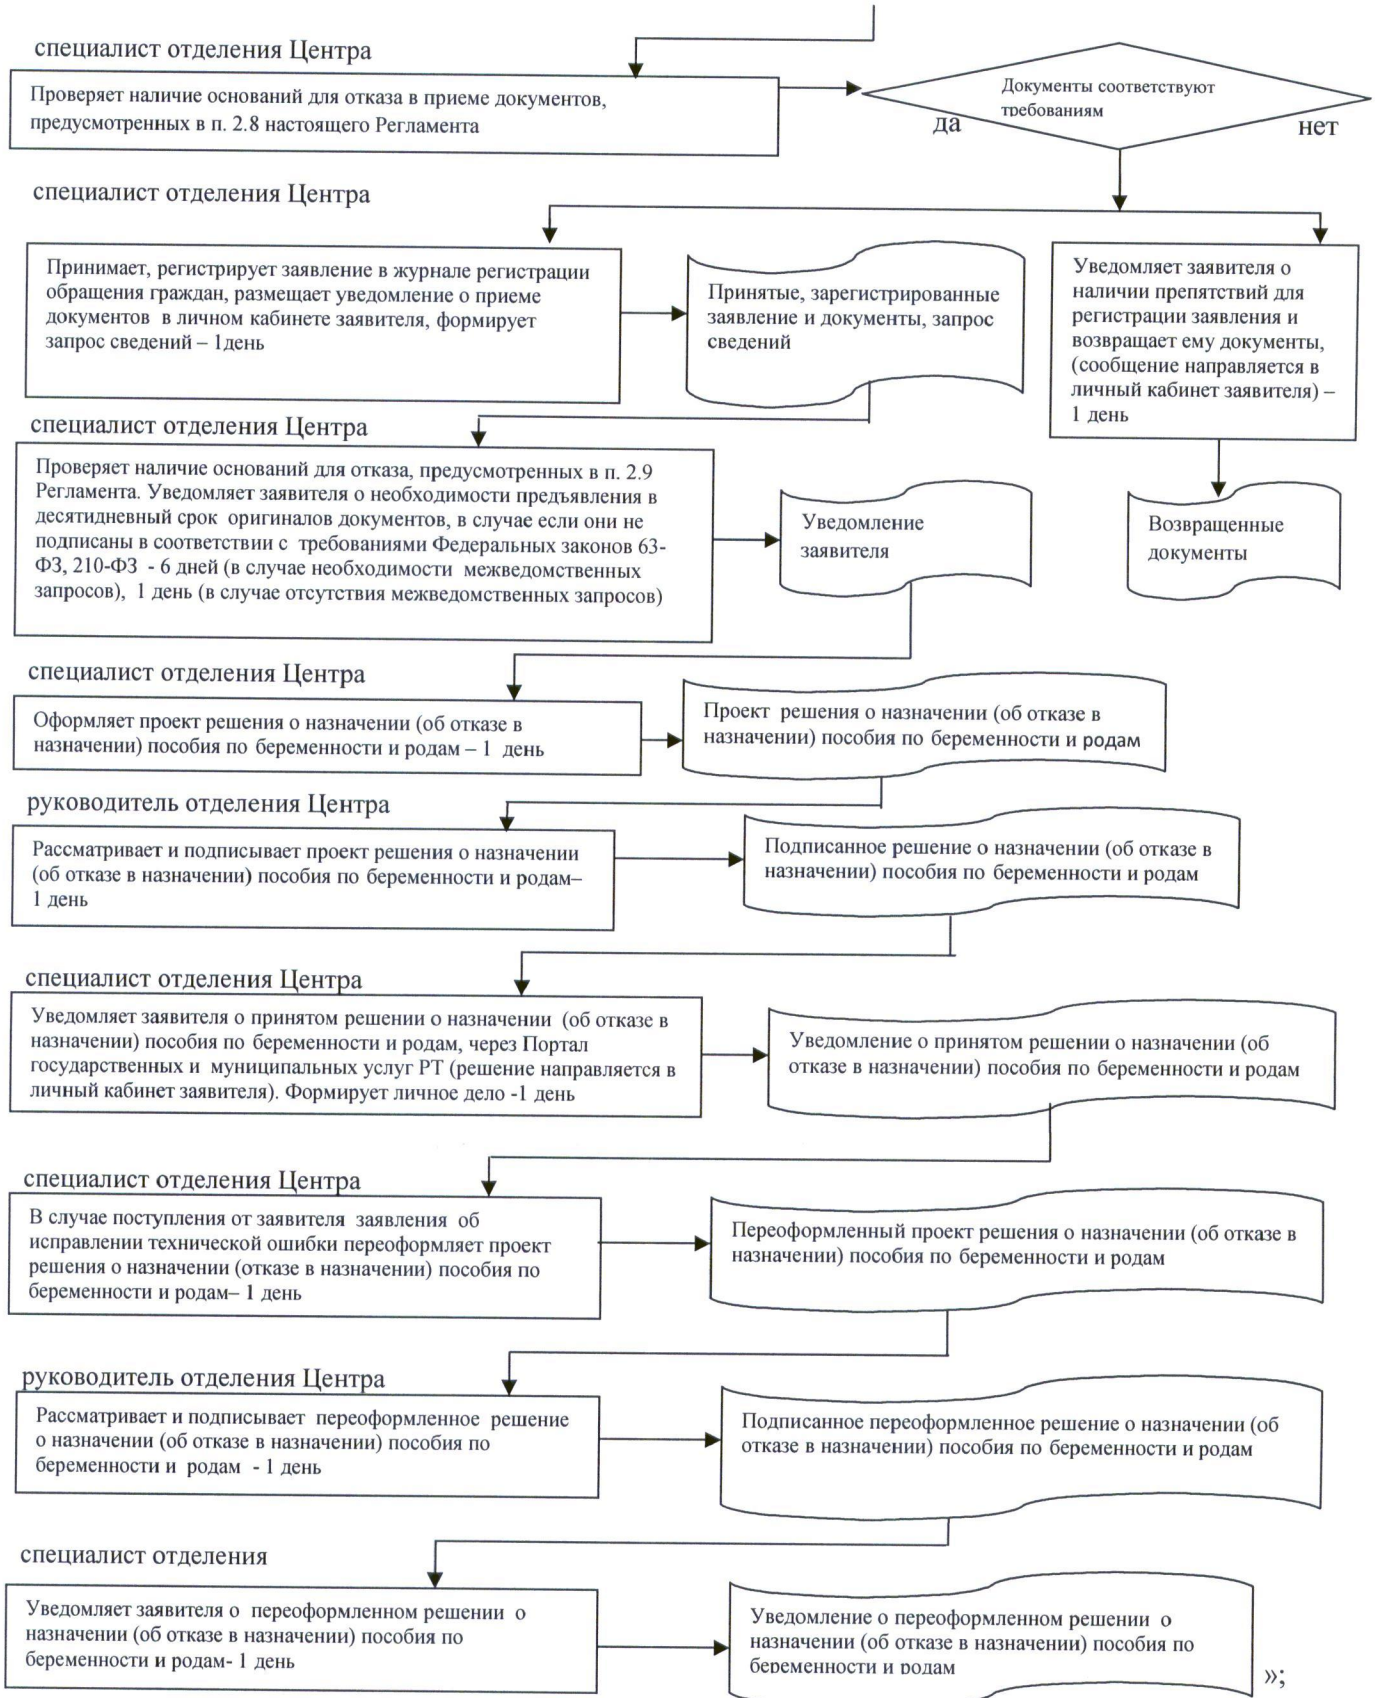 специалист отделения Центра
Проверяет наличие оснований для отказа в приеме документов,
предусмотренных в п. 2.8 настоящего Регламента
Документы соответствуют
требованиям
да
нет
специалист отделения Центра
Принимает, регистрирует заявление в журнале регистрации
обращения граждан, размещает уведомление о приеме
документов в личном кабинете заявителя, формирует
запрос сведений – 1день
Принятые, зарегистрированные
заявление и документы, запрос
сведений
Уведомляет заявителя о
наличии препятствий для
регистрации заявления и
возвращает ему документы,
(сообщение направляется в
личный кабинет заявителя) –
1 день
специалист отделения Центра
Проверяет наличие оснований для отказа, предусмотренных в п. 2.9
Регламента. Уведомляет заявителя о необходимости предъявления в
десятидневный срок оригиналов документов, в случае если они не
подписаны в соответствии с требованиями Федеральных законов 63-
ФЗ, 210-ФЗ - 6 дней (в случае необходимости межведомственных
запросов), 1 день (в случае отсутствия межведомственных запросов)
Уведомление
заявителя
Возвращенные
документы
специалист отделения Центра
Оформляет проект решения о назначении (об отказе в
назначении) пособия по беременности и родам – 1 день
Проект решения о назначении (об отказе в
назначении) пособия по беременности и родам
руководитель отделения Центра
Рассматривает и подписывает проект решения о назначении
(об отказе в назначении) пособия по беременности и родам–
1 день
Подписанное решение о назначении (об отказе в
назначении) пособия по беременности и родам
специалист отделения Центра
Уведомляет заявителя о принятом решении о назначении (об отказе в
назначении) пособия по беременности и родам, через Портал
государственных и муниципальных услуг РТ (решение направляется в
личный кабинет заявителя). Формирует личное дело -1 день
Уведомление о принятом решении о назначении (об
отказе в назначении) пособия по беременности и родам
специалист отделения Центра
В случае поступления от заявителя заявления об
исправлении технической ошибки переоформляет проект
решения о назначении (отказе в назначении) пособия по
беременности и родам– 1 день
Переоформленный проект решения о назначении (об отказе в
назначении) пособия по беременности и родам
руководитель отделения Центра
Рассматривает и подписывает переоформленное решение
о назначении (об отказе в назначении) пособия по
беременности и родам - 1 день
Подписанное переоформленное решение о назначении (об
отказе в назначении) пособия по беременности и родам
специалист отделения
Уведомляет заявителя о переоформленном решении о
назначении (об отказе в назначении) пособия по
беременности и родам- 1 день
Уведомление о переоформленном решении о
назначении (об отказе в назначении) пособия по
беременности и родам
»;